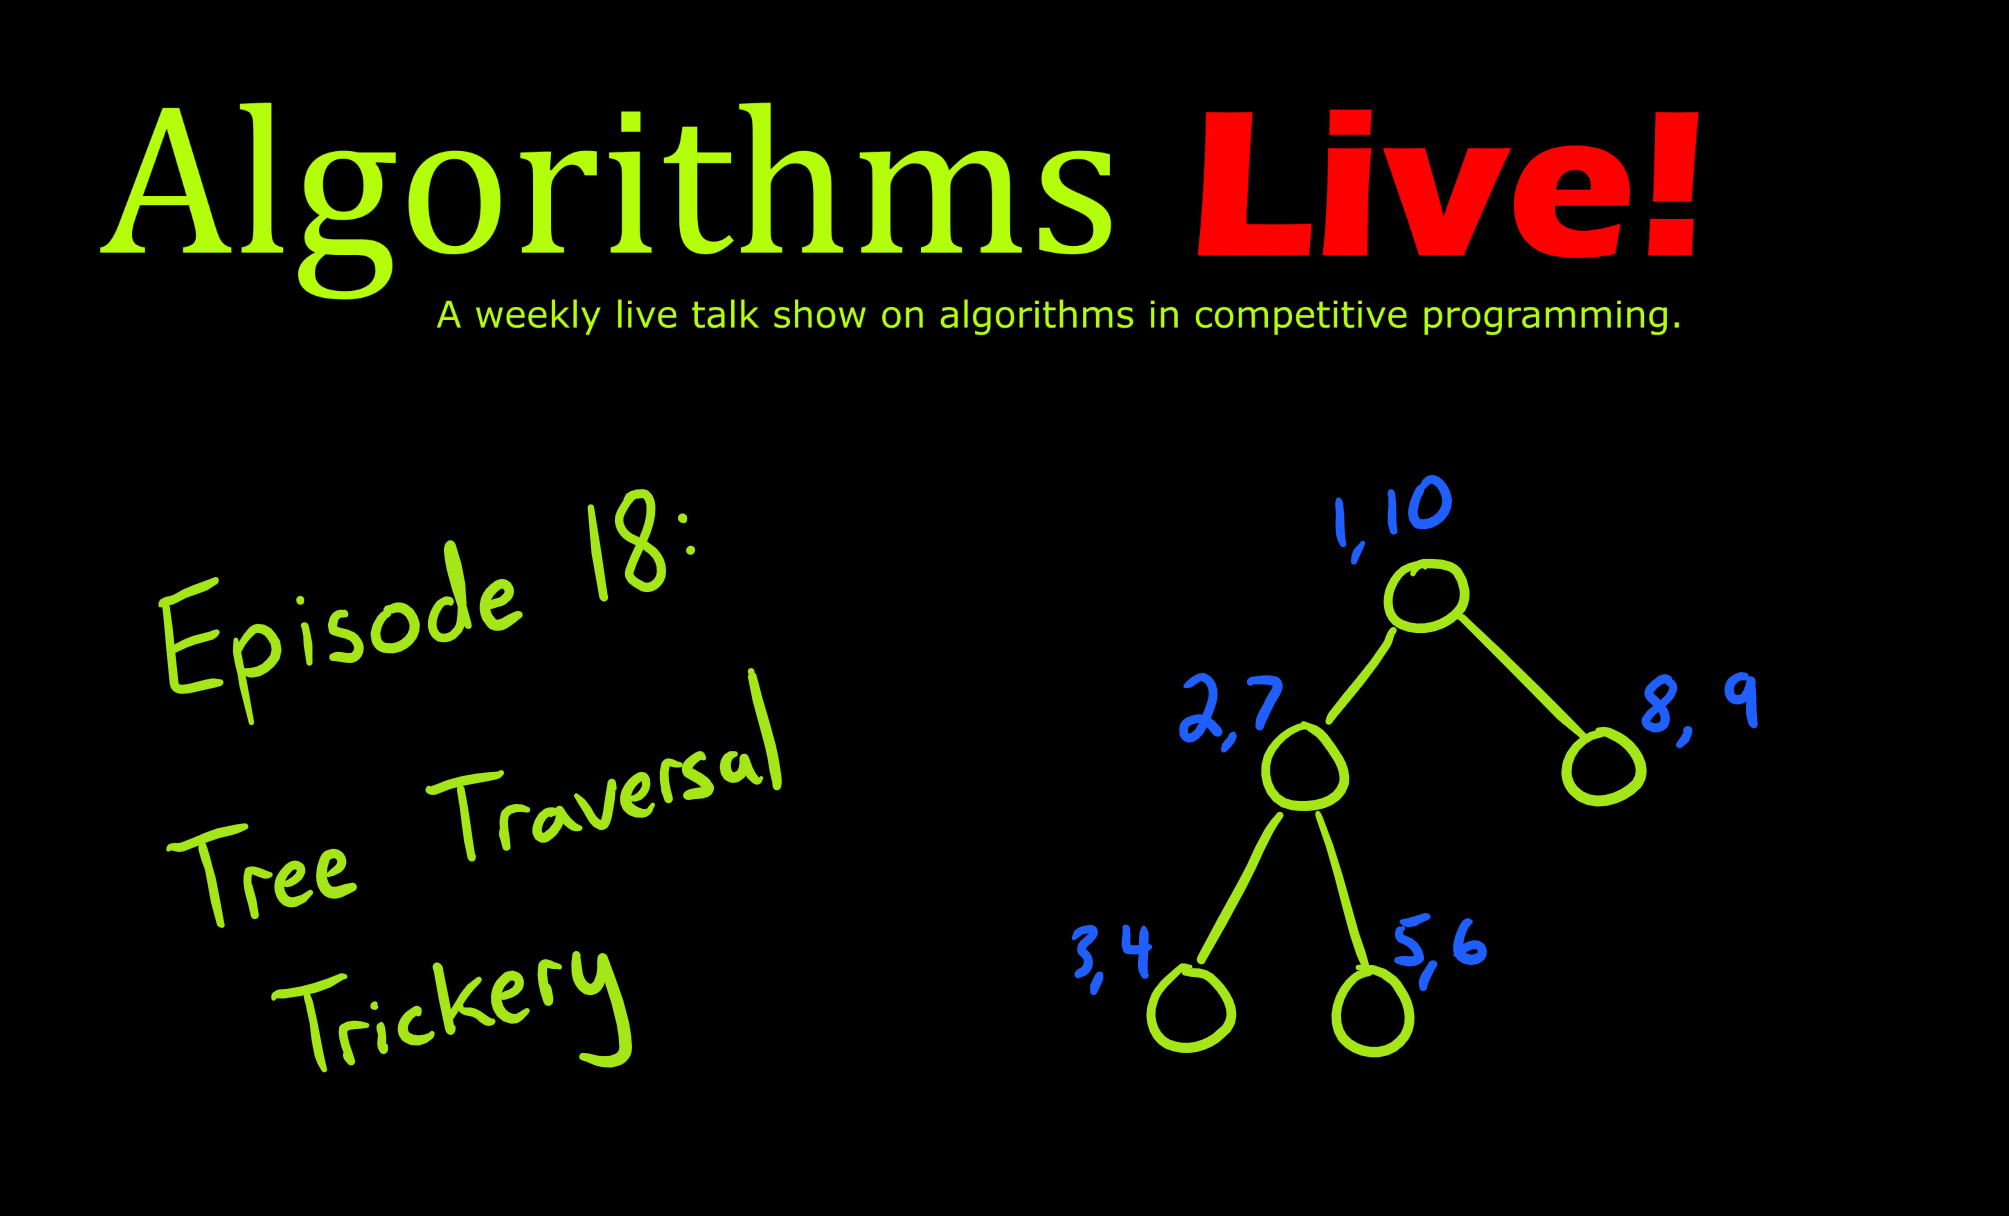 Algorithms Live!
A weekly live talk show on algorithms in competitive programming.
Episode 18:
Tree Traversal
Trickery
1, 10
2, 7
8, 9
3, 4
5, 6